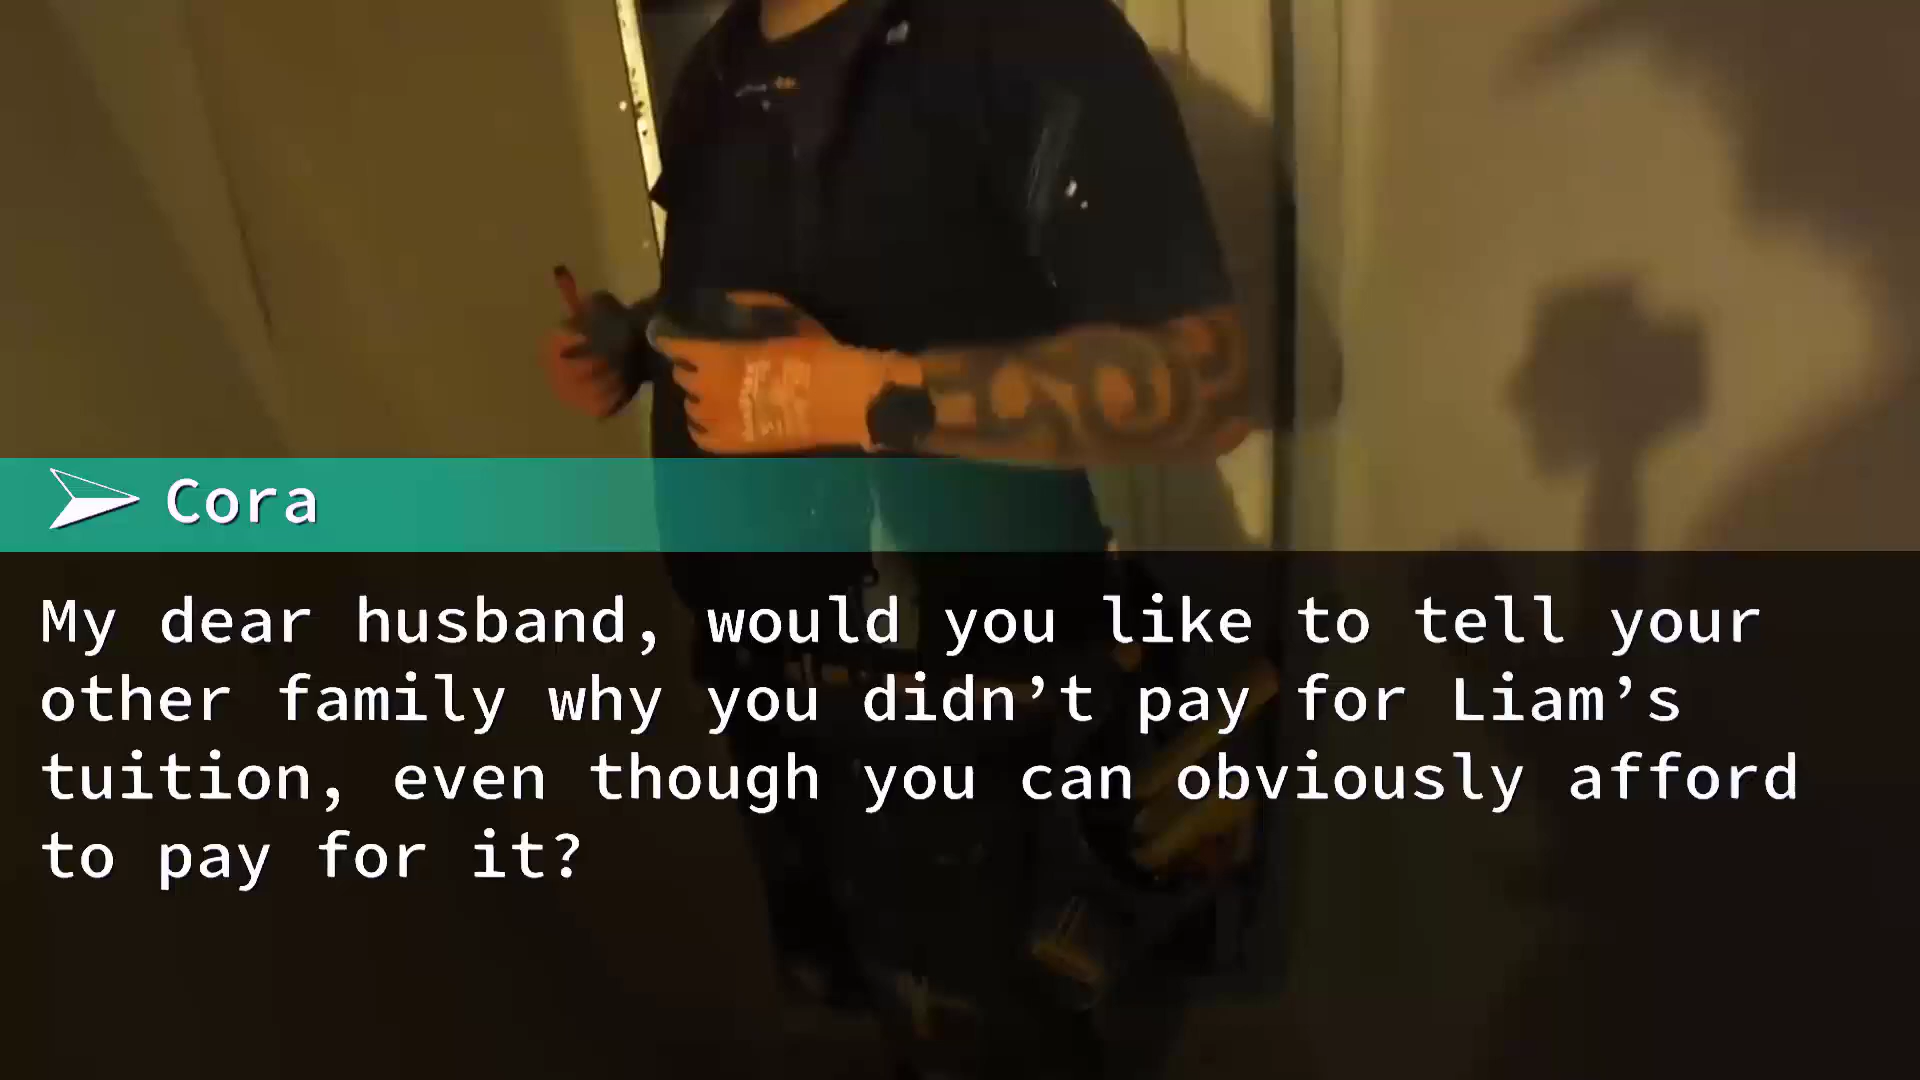 Cora
My dear husband, would you like to tell your
other family why you didn’t pay for Liam’s
tuition, even though you can obviously afford
to pay for it?